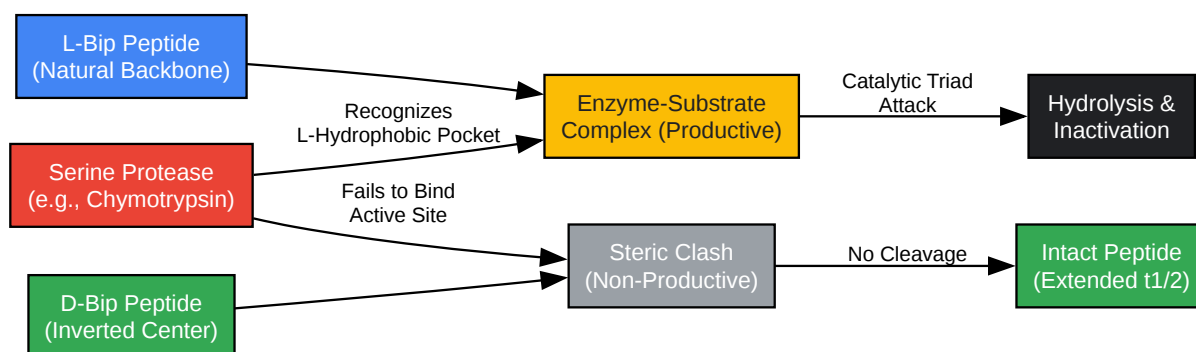 L-Bip Peptide
(Natural Backbone)
Serine Protease
(e.g., Chymotrypsin)
D-Bip Peptide
(Inverted Center)
Recognizes
L-Hydrophobic Pocket
Fails to Bind
Active Site
Enzyme-Substrate
Complex (Productive)
Steric Clash
(Non-Productive)
Catalytic Triad
Attack
No Cleavage
Hydrolysis &
Inactivation
Intact Peptide
(Extended t1/2)